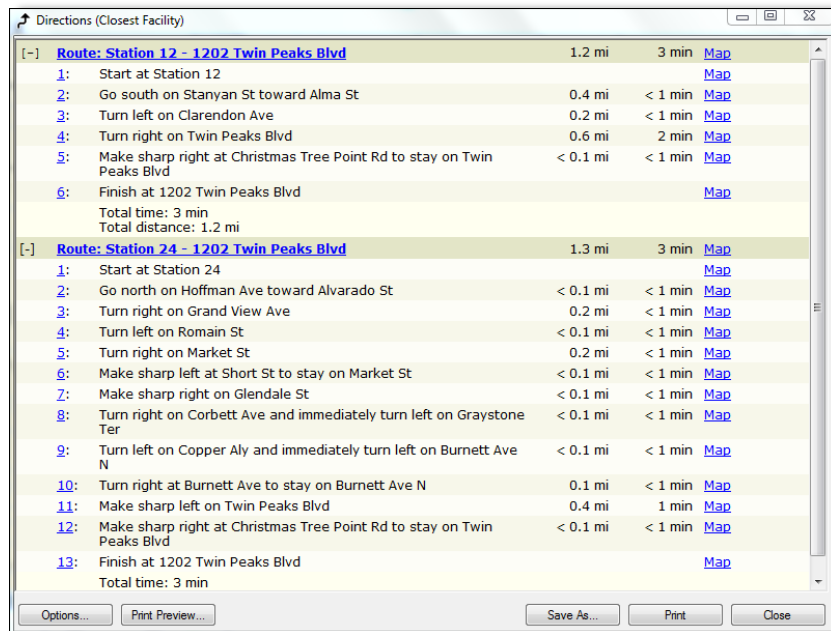 Directions (Closest Facility)
[-] Route: Station 12 - 1202 Twin Peaks Blvd 1.2 mi 3 min Map
1: Start at Station 12 Map
2: Go south on Stanyan St toward Alma St 0.4 mi < 1 min Map
3: Turn left on Clarendon Ave 0.2 mi < 1 min Map
4: Turn right on Twin Peaks Blvd 0.6 mi 2 min Map
5: Make sharp right at Christmas Tree Point Rd to stay on Twin < 0.1 mi < 1 min Map
Peaks Blvd
6: Finish at 1202 Twin Peaks Blvd Map
Total time: 3 min
Total distance: 1.2 mi
[-] Route: Station 24 - 1202 Twin Peaks Blvd 1.3 mi 3 min Map
1: Start at Station 24 Map
2: Go north on Hoffman Ave toward Alvarado St < 0.1 mi < 1 min Map
3: Turn right on Grand View Ave 0.2 mi < 1 min Map
4: Turn left on Romain St < 0.1 mi < 1 min Map
5: Turn right on Market St 0.2 mi < 1 min Map
6: Make sharp left at Short St to stay on Market St < 0.1 mi < 1 min Map
7: Make sharp right on Glendale St < 0.1 mi < 1 min Map
8: Turn right on Corbett Ave and immediately turn left on Graystone < 0.1 mi < 1 min Map
Ter
9: Turn left on Copper Aly and immediately turn left on Burnett Ave < 0.1 mi < 1 min Map
N
10: Turn right at Burnett Ave to stay on Burnett Ave N 0.1 mi < 1 min Map
11: Make sharp left on Twin Peaks Blvd 0.4 mi 1 min Map
12: Make sharp right at Christmas Tree Point Rd to stay on Twin < 0.1 mi < 1 min Map
Peaks Blvd
13: Finish at 1202 Twin Peaks Blvd Map
Total time: 3 min
Options... Print Preview... Save As... Print Close